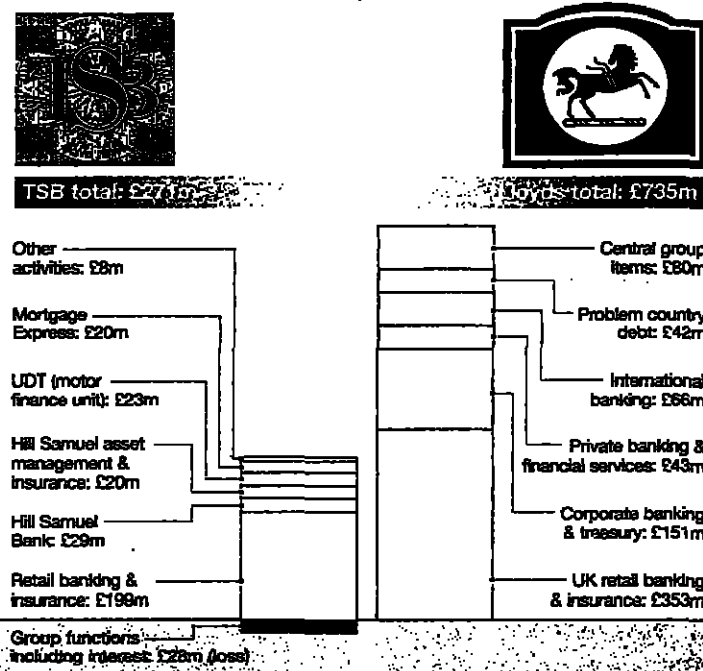 TSB
TSB total: £271m
Lloyds total: £735m
Other
activities: £8m
Mortgage
Express: £20m
UDT (motor
finance unit): £23m
Hill Samuel asset
management &
insurance: £20m
Hill Samuel
Bank: £29m
Retail banking &
insurance: £199m
Group functions
including interest: £28m (loss)
Central group
items: £80m
Problem country
debt: £42m
International
banking: £66m
Private banking &
financial services: £43m
Corporate banking
& treasury: £151m
UK retail banking
& insurance: £353m